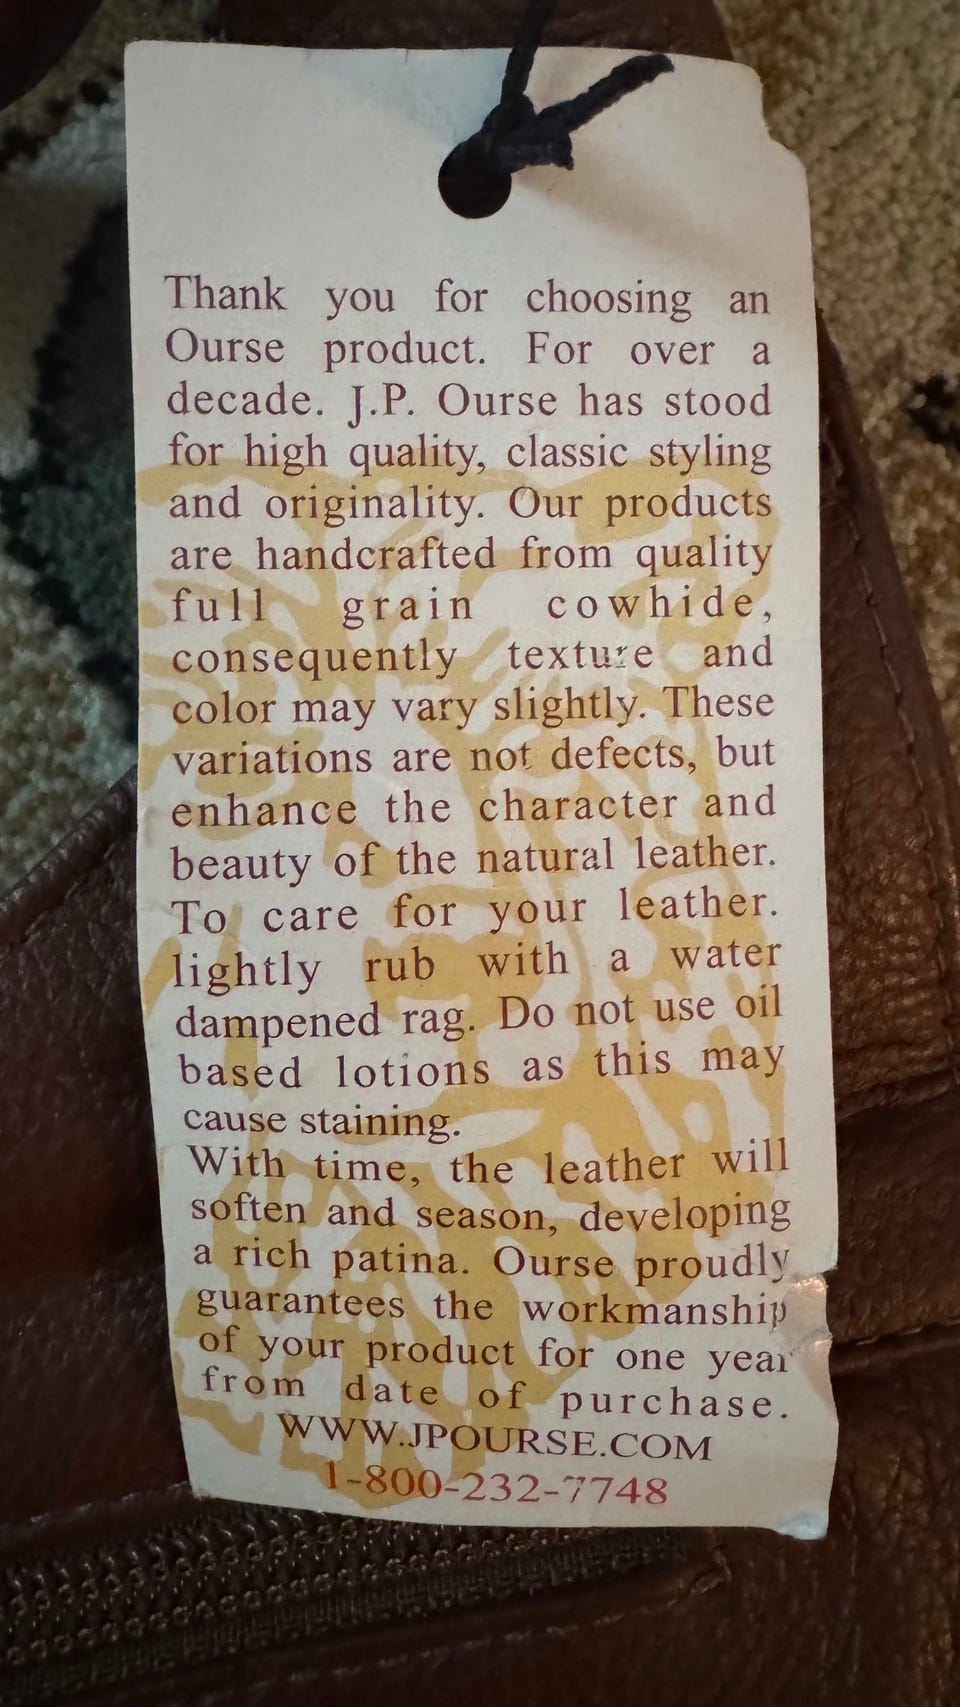 Thank you for choosing an
Ourse product. For over a
decade. J.P. Ourse has stood
for high quality, classic styling
and originality. Our products
are handcrafted from quality
full grain cowhide,
consequently texture and
color may vary slightly. These
variations are not defects, but
enhance the character and
beauty of the natural leather.
To care for your leather.
lightly rub with a water
dampened rag. Do not use oil
based lotions as this may
cause staining.
With time, the leather will
soften and season, developing
a rich patina. Ourse proudly
guarantees the workmanship
of your product for one year
from date of purchase.
WWW.JPOURSE.COM
1-800-232-7748